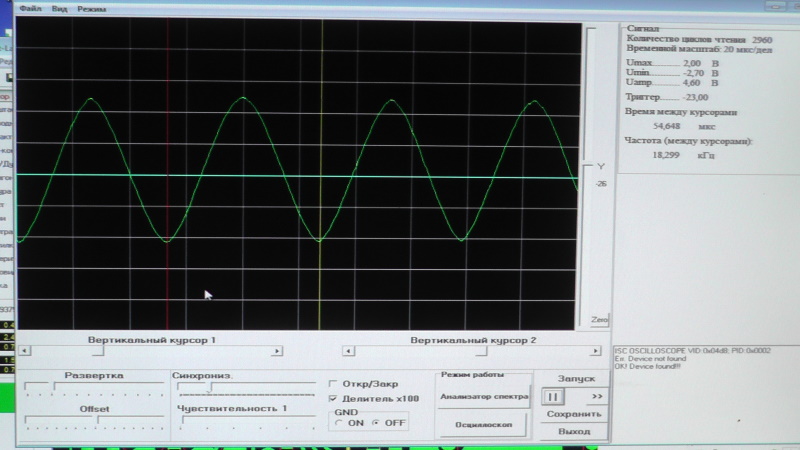 Файл Вид Режим
Сигнал
Количество циклов чтения 2960
Временной масштаб: 20 мкс/дел
Umax........ 2,00 В
Umin........ -2,70 В
Uamp....... 4,60 В
Триггер........ -23,00
Время между курсорами
54,648 мкс
Частота (между курсорами):
18,299 кГц
Y
-26
Zero
Вертикальный курсор 1
Вертикальный курсор 2
ISC OSCILLOSCOPE VID:0x04d8; PID:0x0002
Ex. Device not found
OK! Device found!!!
Развертка
Offset
Синхрониз.
Чувствительность 1
Откр/Закр
Делитель x100
GND
ON OFF
Режим работы
Анализатор спектра
Осциллоскоп
Запуск
>>
Сохранить
Выход